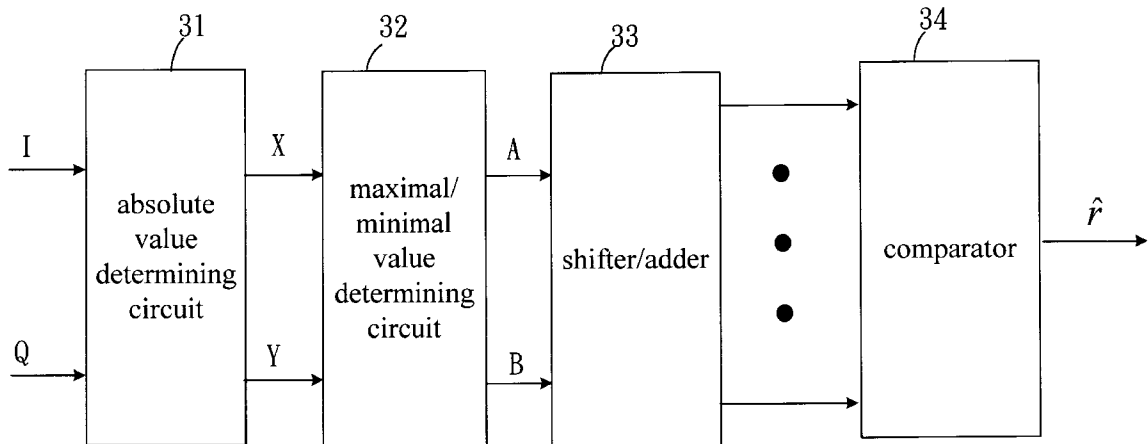 31
32
33
34
I
X
A
absolute
value
determining
circuit
maximal/
minimal
value
determining
circuit
shifter/adder
comparator
r̂
Q
Y
B